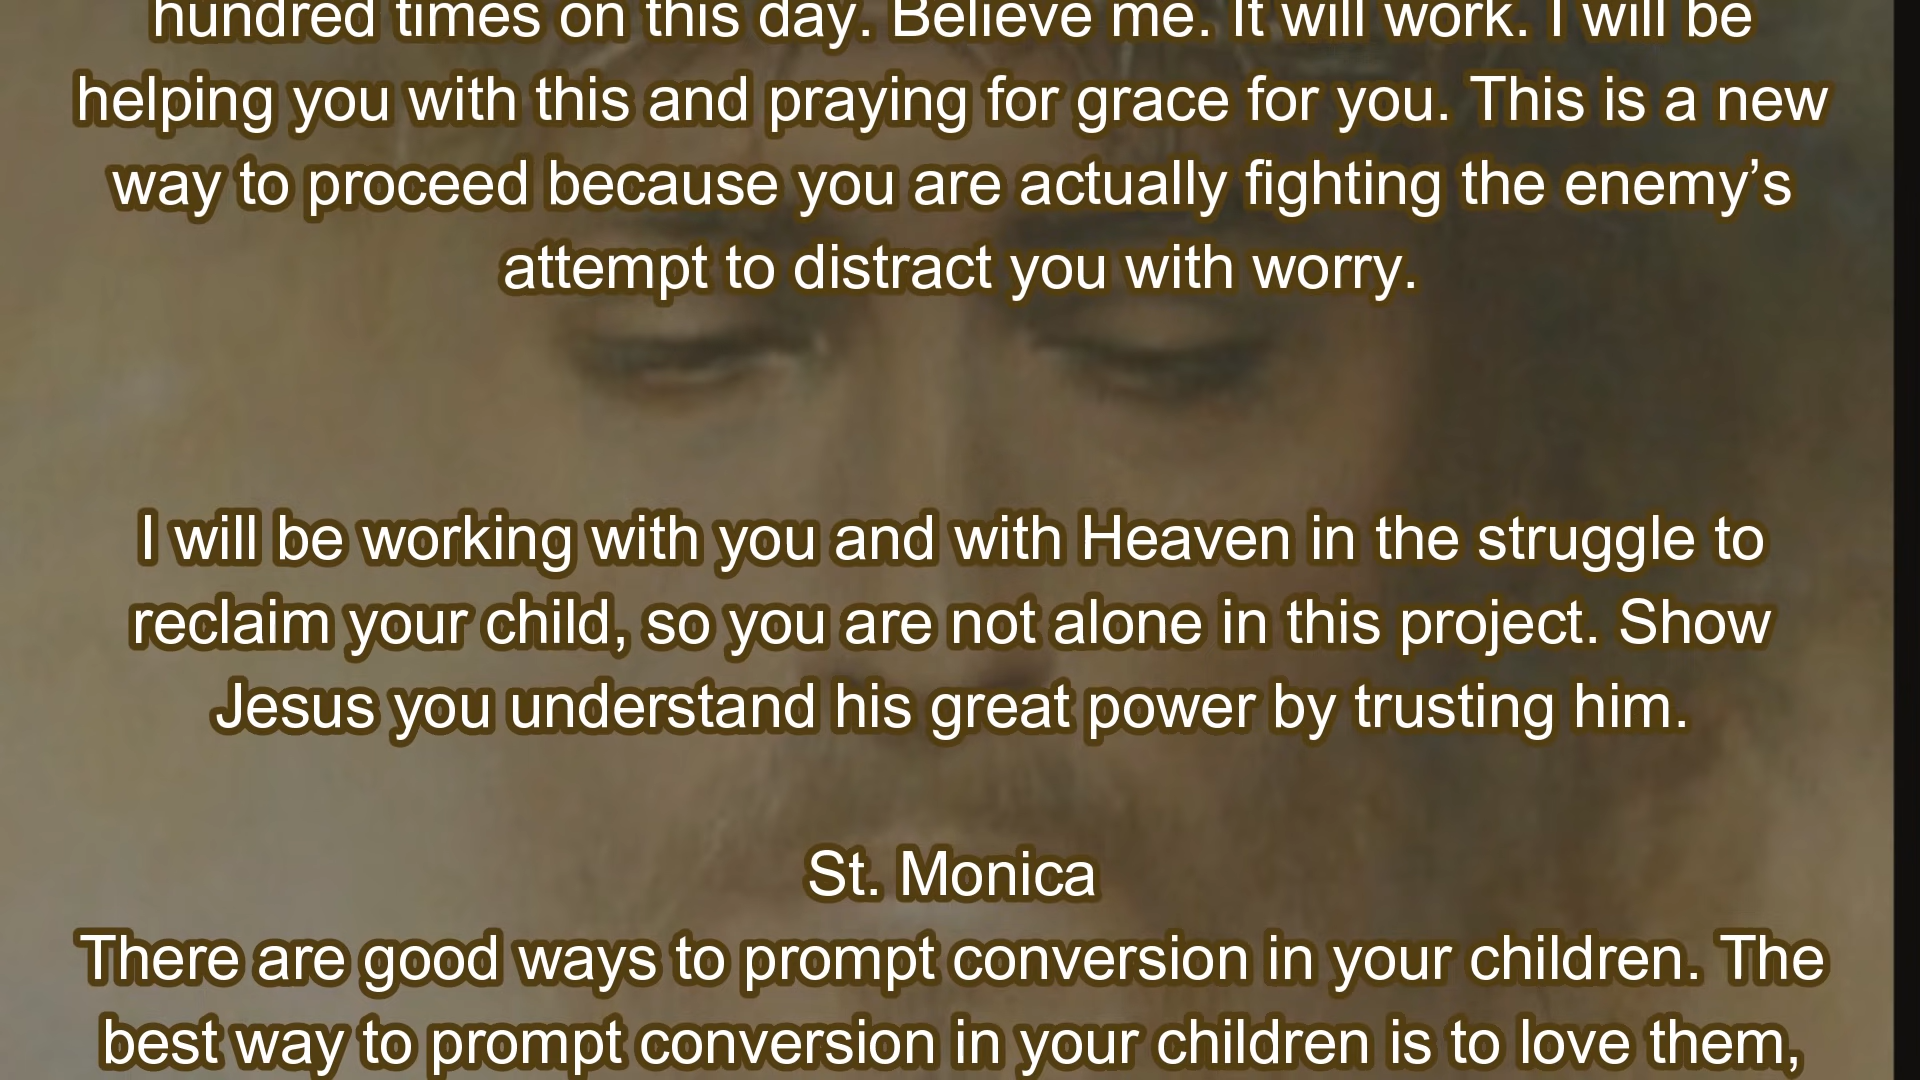 hundred times on this day. Believe me. It will work. I will be
helping you with this and praying for grace for you. This is a new
way to proceed because you are actually fighting the enemy’s
attempt to distract you with worry.
I will be working with you and with Heaven in the struggle to
reclaim your child, so you are not alone in this project. Show
Jesus you understand his great power by trusting him.
St. Monica
There are good ways to prompt conversion in your children. The
best way to prompt conversion in your children is to love them,